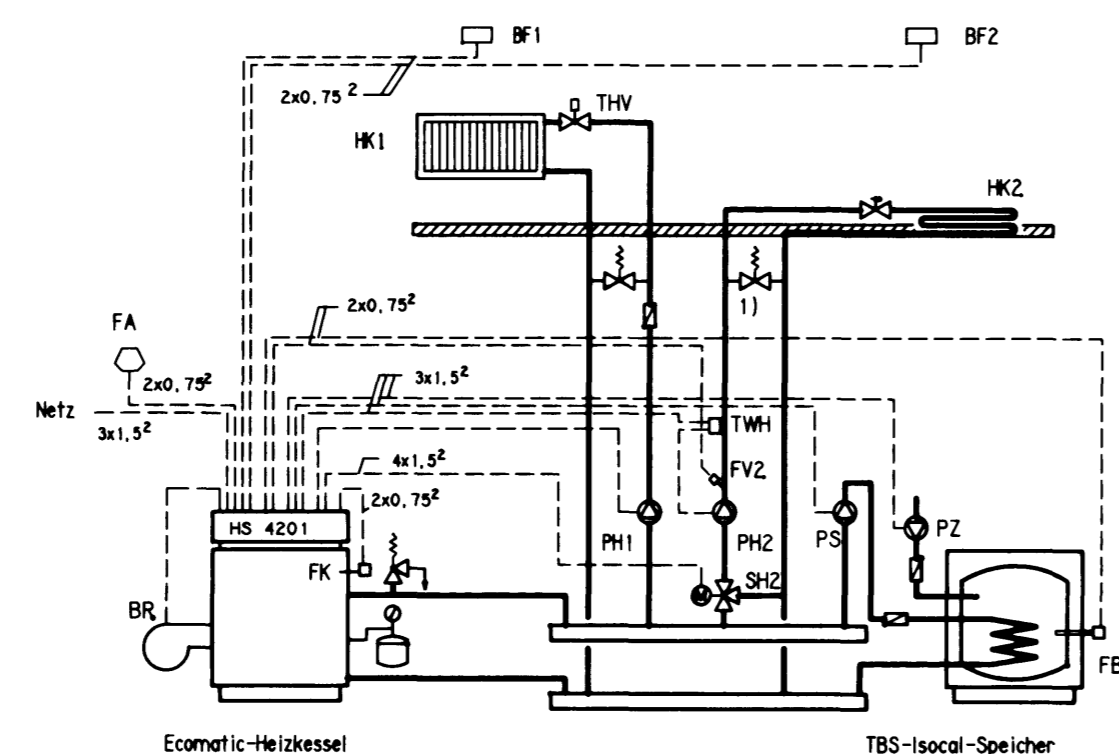 BF1
BF2
2x0,75²
THV
HK1
HK2
1)
2x0,75²
FA
2x0,75²
3x1,5²
Netz
3x1,5²
TWH
4x1,5²
FV2
2x0,75²
HS 4201
PH1
PH2
PS
PZ
FK
SH2
M
BR
FB
Ecomatic-Heizkessel
TBS-Isocal-Speicher